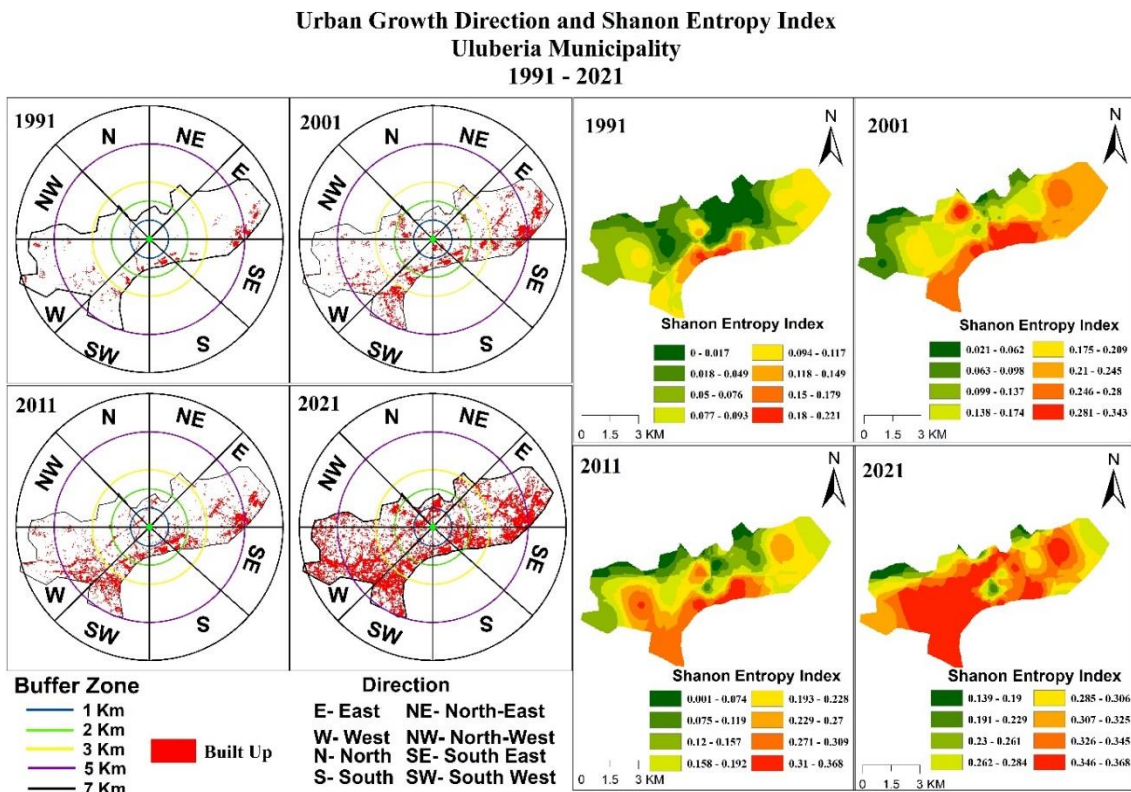 Urban Growth Direction and Shanon Entropy Index
Uluberia Municipality
1991 - 2021
1991
N
NE
E
SE
S
SW
W
NW
2001
N
NE
E
SE
S
SW
W
NW
2011
N
NE
E
SE
S
SW
W
NW
2021
N
NE
E
SE
S
SW
W
NW
Buffer Zone
1 Km
2 Km
3 Km
5 Km
7 Km
Built Up
Direction
E- East NE- North-East
W- West NW- North-West
N- North SE- South East
S- South SW- South West
1991
N
Shanon Entropy Index
0 - 0.017 0.094 - 0.117
0.018 - 0.049 0.118 - 0.149
0.05 - 0.076 0.15 - 0.179
0.077 - 0.093 0.18 - 0.221
0 1.5 3 KM
2001
N
Shanon Entropy Index
0.021 - 0.062 0.175 - 0.209
0.063 - 0.098 0.21 - 0.245
0.099 - 0.137 0.246 - 0.28
0.138 - 0.174 0.281 - 0.343
0 1.5 3 KM
2011
N
Shanon Entropy Index
0.001 - 0.074 0.193 - 0.228
0.075 - 0.119 0.229 - 0.27
0.12 - 0.157 0.271 - 0.309
0.158 - 0.192 0.31 - 0.368
0 1.5 3 KM
2021
N
Shanon Entropy Index
0.139 - 0.19 0.285 - 0.306
0.191 - 0.229 0.307 - 0.325
0.23 - 0.261 0.326 - 0.345
0.262 - 0.284 0.346 - 0.368
0 1.5 3 KM